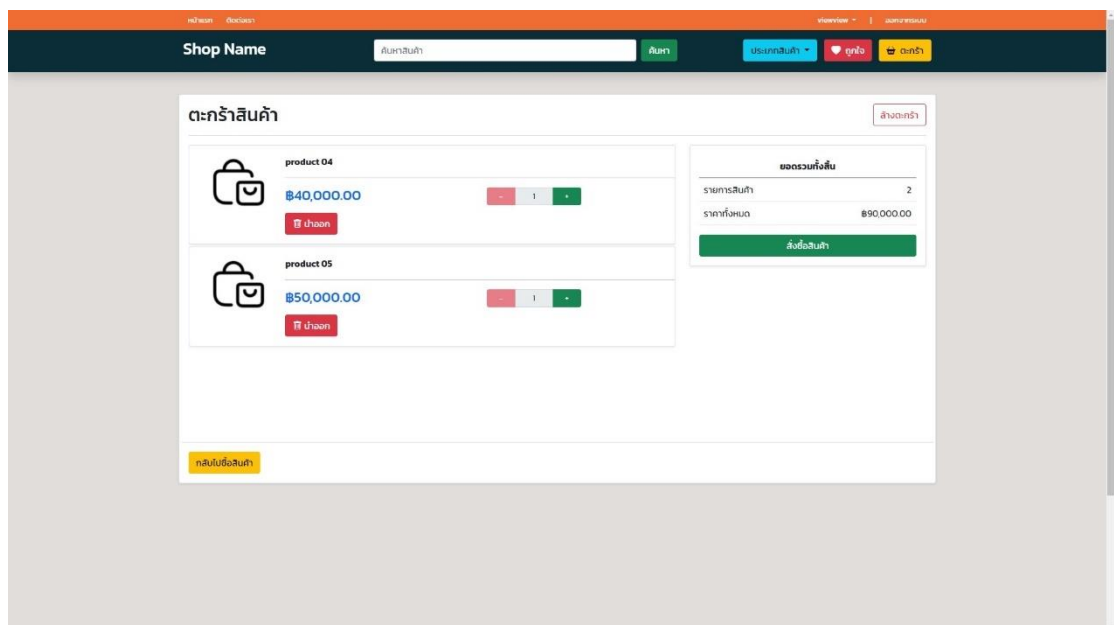 หน้าแรก ติดต่อเรา viewview | ออกจากระบบ
Shop Name ค้นหาสินค้า ค้นหา ประเภทสินค้า ถูกใจ ตะกร้า
ตะกร้าสินค้า ล้างตะกร้า
product 04
฿40,000.00 - 1 +
นำออก
product 05
฿50,000.00 - 1 +
นำออก
ยอดรวมทั้งสิ้น
รายการสินค้า 2
ราคาทั้งหมด ฿90,000.00
สั่งซื้อสินค้า
กลับไปซื้อสินค้า